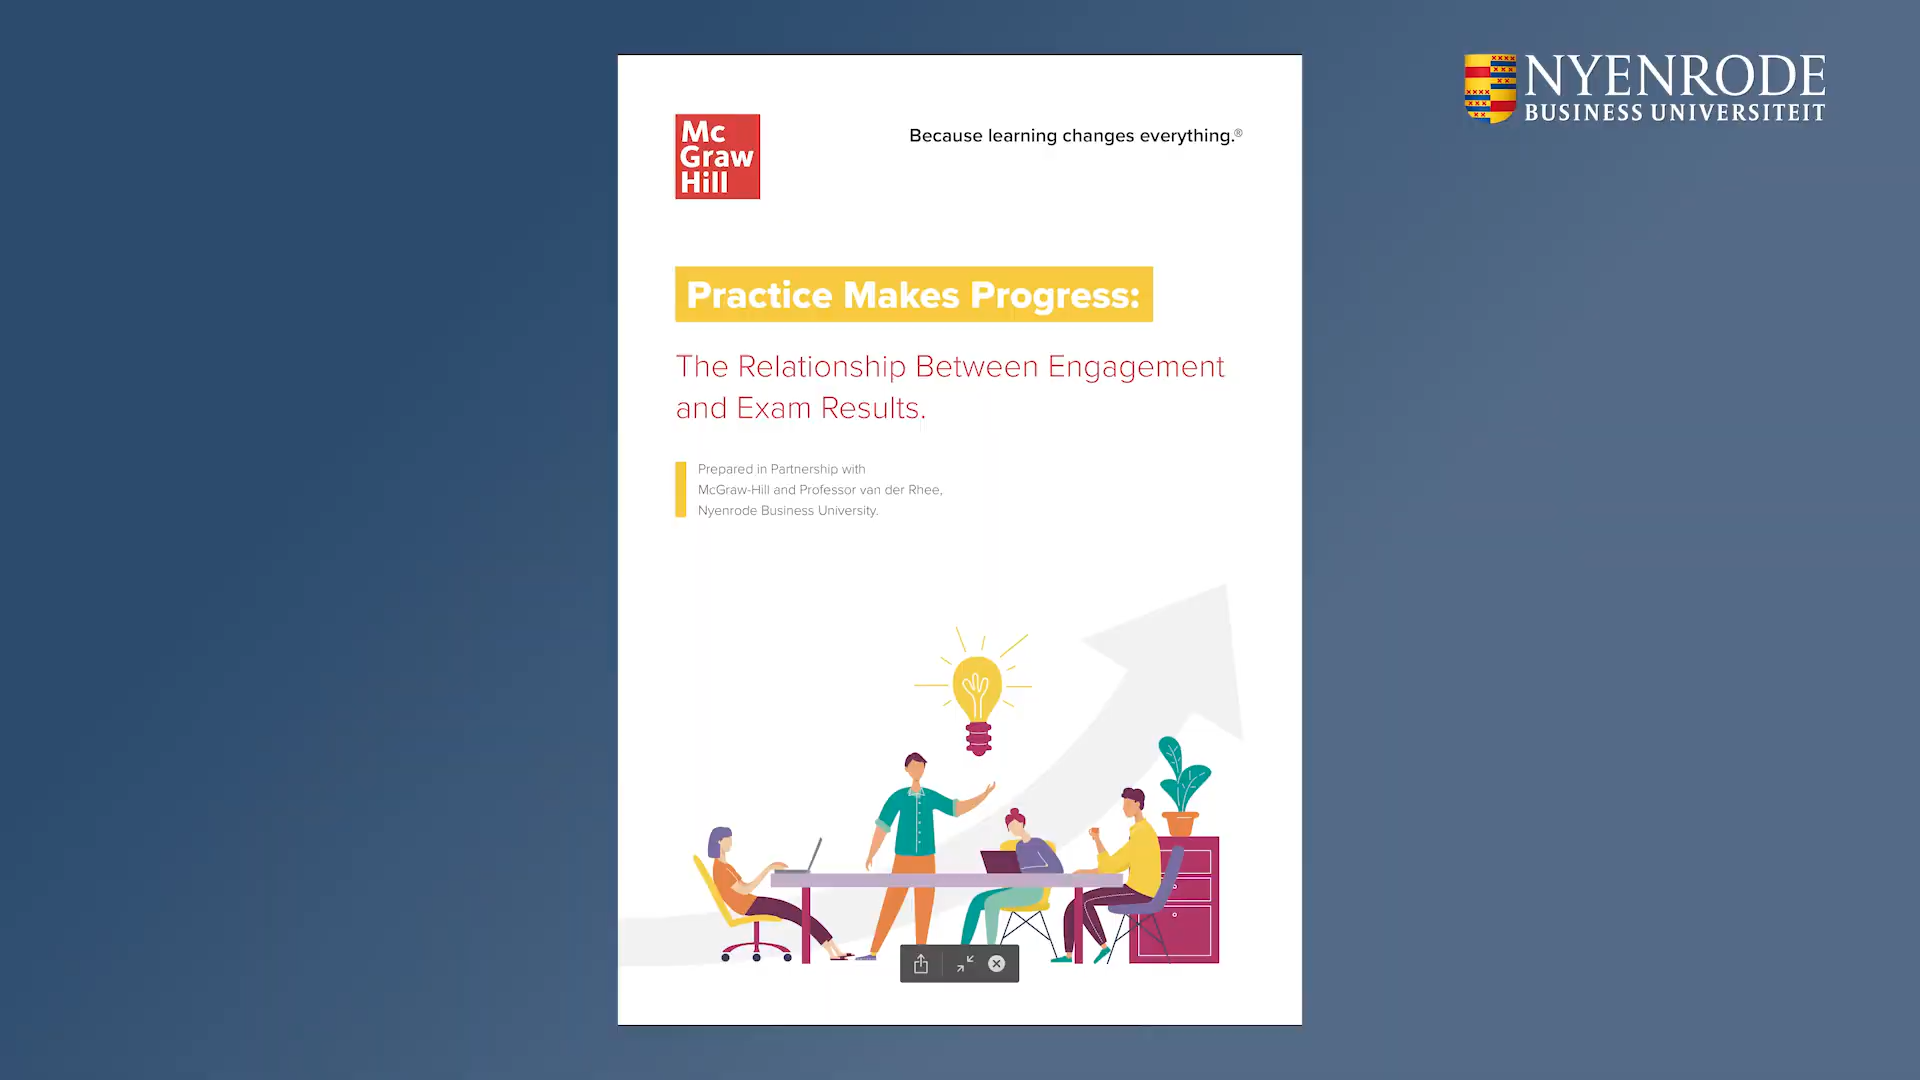 NYENRODE
BUSINESS UNIVERSITEIT
Mc
Graw
Hill
Because learning changes everything.®
Practice Makes Progress:
The Relationship Between Engagement
and Exam Results.
Prepared in Partnership with
McGraw-Hill and Professor van der Rhee,
Nyenrode Business University.